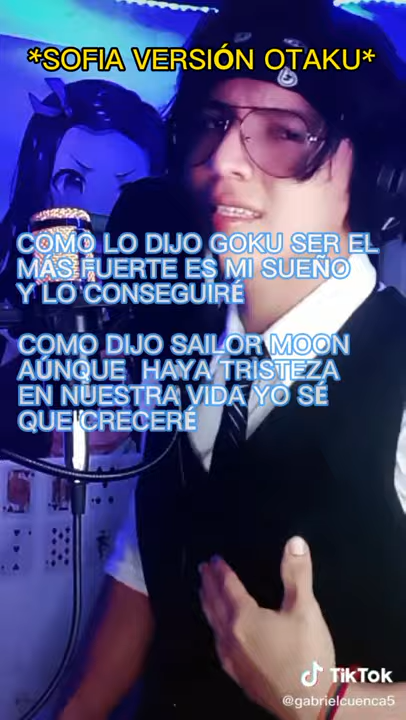 *SOFIA VERSIÓN OTAKU*
COMO LO DIJO GOKU SER EL
MÁS FUERTE ES MI SUEÑO
Y LO CONSEGUIRÉ
COMO DIJO SAILOR MOON
AÚNQUE HAYA TRISTEZA
EN NUESTRA VIDA YO SÉ
QUE CRECERÉ
TikTok
@gabrielcuenca5